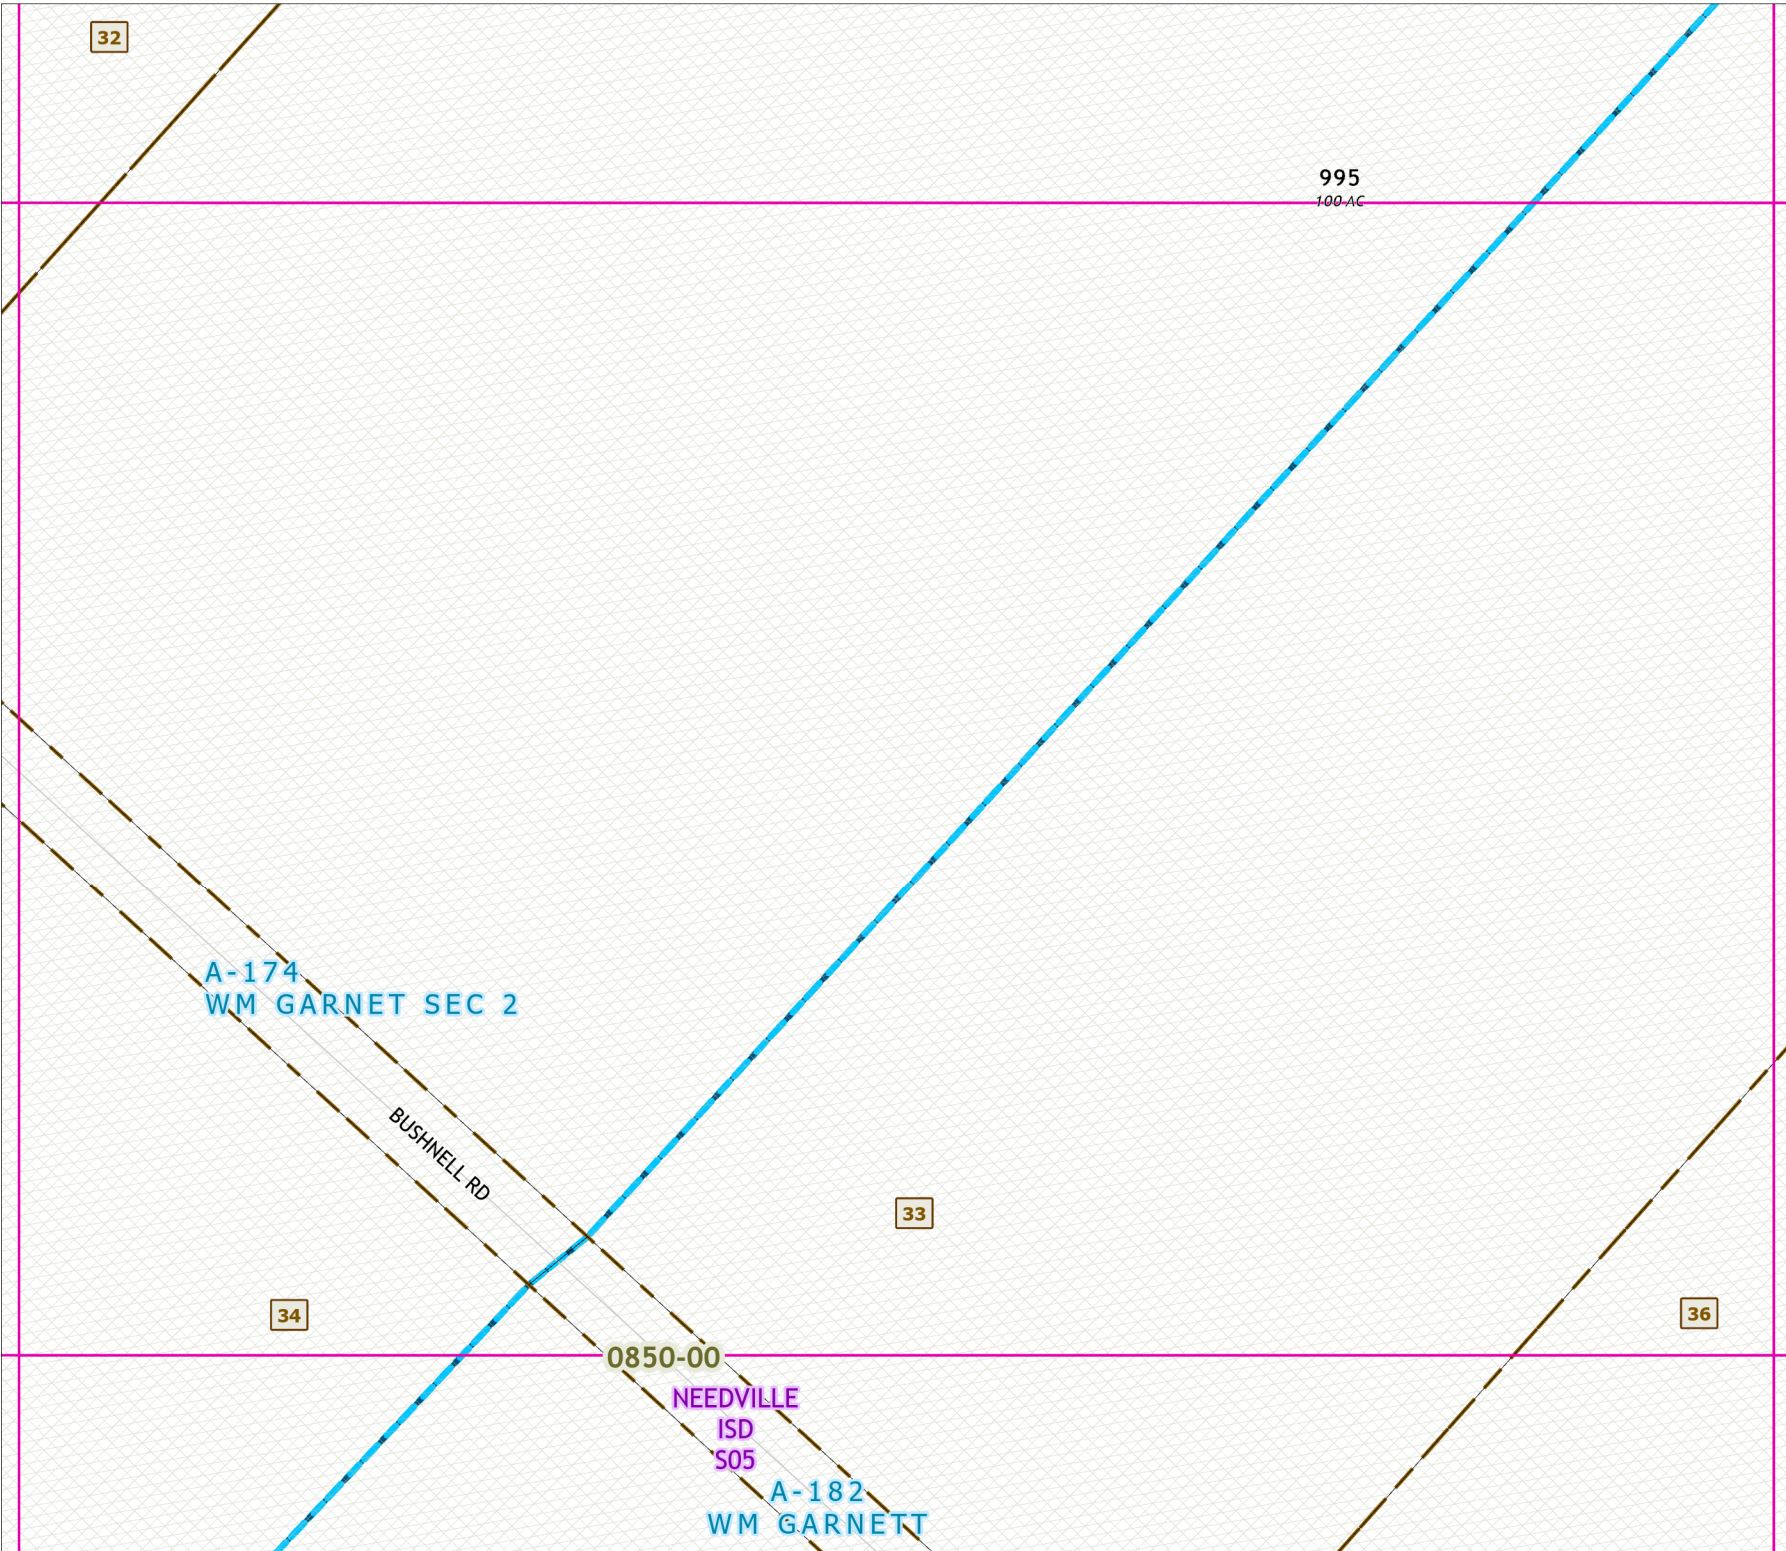 32
995
100 AC
A-174
WM GARNET SEC 2
BUSHNELL RD
33
34
36
0850-00
NEEDVILLE
ISD
S05
A-182
WM GARNETT